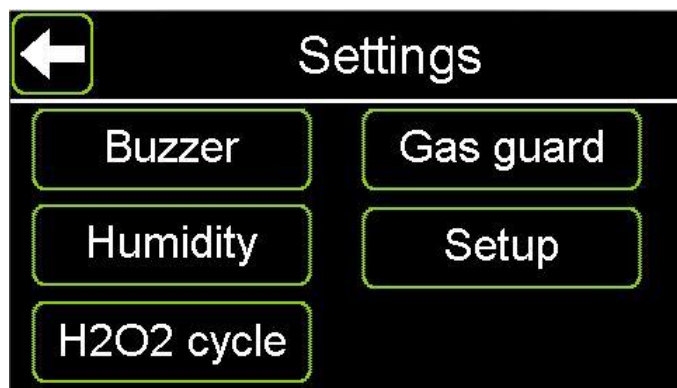 Settings
Buzzer
Gas guard
Humidity
Setup
H2O2 cycle